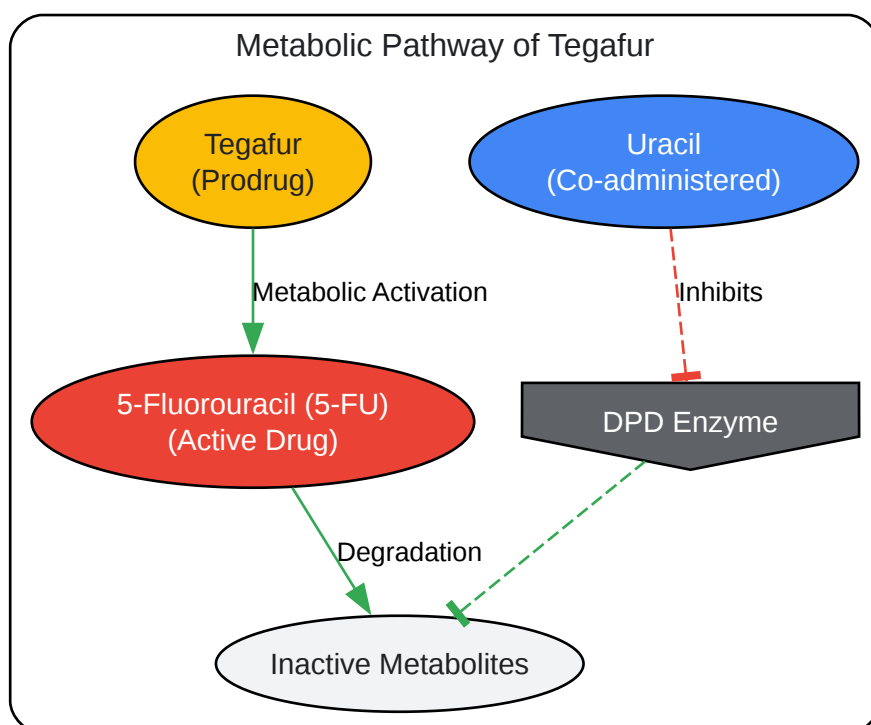 Metabolic Pathway of Tegafur
Tegafur
(Prodrug)
Uracil
(Co-administered)
Metabolic Activation
Inhibits
5-Fluorouracil (5-FU)
(Active Drug)
DPD Enzyme
Degradation
Inactive Metabolites